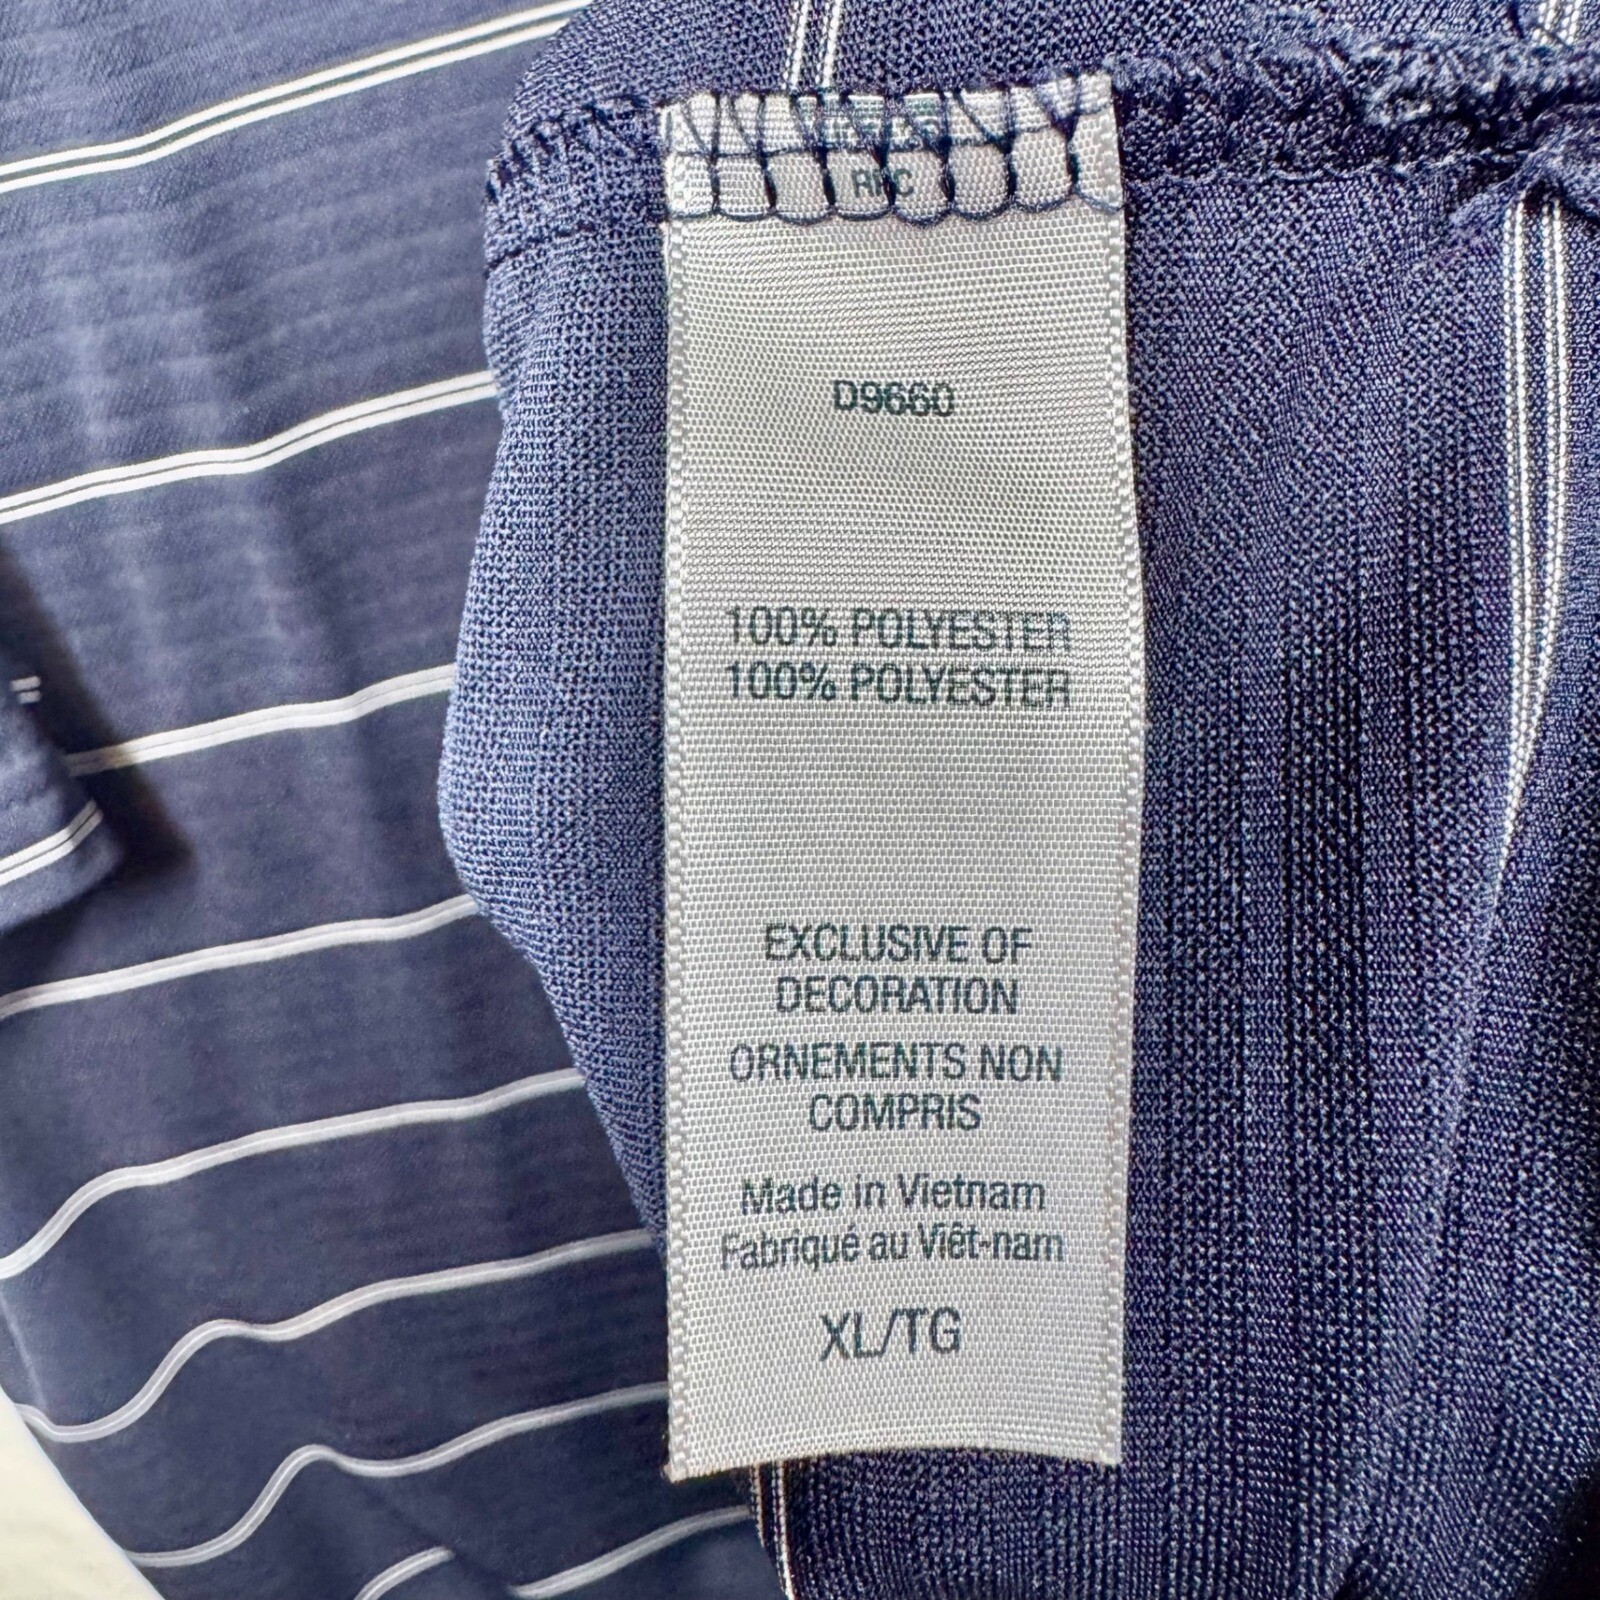 D9660
100% POLYESTER
100% POLYESTER
EXCLUSIVE OF
DECORATION
ORNEMENTS NON
COMPRIS
Made in Vietnam
Fabriqué au Viêt-nam
XL/TG